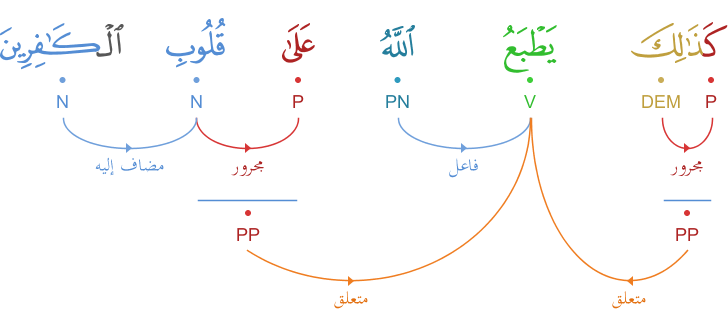 كَذَٰلِكَ يَطْبَعُ ٱللَّهُ عَلَىٰ قُلُوبِ ٱلْكَـٰفِرِينَ
P DEM V PN P N N
مجرور فاعل مجرور مضاف إليه
PP PP
متعلق متعلق